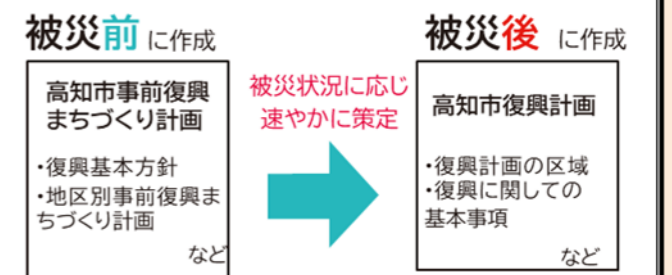 被災前 に作成
高知市事前復興
まちづくり計画
・復興基本方針
・地区別事前復興ま
ちづくり計画
など
被災状況に応じ
速やかに策定
被災後 に作成
高知市復興計画
・復興計画の区域
・復興に関しての
基本事項
など